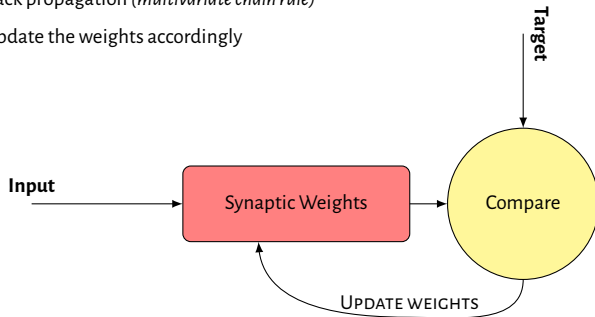 ack propagation (multivariate chain rule)
pdate the weights accordingly
Target
Input
Synaptic Weights
Compare
UPDATE WEIGHTS